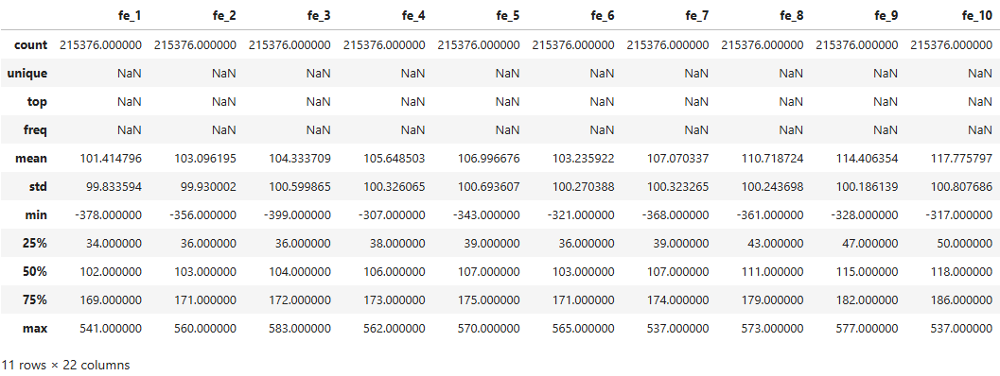 fe_1 fe_2 fe_3 fe_4 fe_5 fe_6 fe_7 fe_8 fe_9 fe_10
count 215376.000000 215376.000000 215376.000000 215376.000000 215376.000000 215376.000000 215376.000000 215376.000000 215376.000000 215376.000000
unique NaN NaN NaN NaN NaN NaN NaN NaN NaN NaN
top NaN NaN NaN NaN NaN NaN NaN NaN NaN NaN
freq NaN NaN NaN NaN NaN NaN NaN NaN NaN NaN
mean 101.414796 103.096195 104.333709 105.648503 106.996676 103.235922 107.070337 110.718724 114.406354 117.775797
std 99.833594 99.930002 100.599865 100.326065 100.693607 100.270388 100.323265 100.243698 100.186139 100.807686
min -378.000000 -356.000000 -399.000000 -307.000000 -343.000000 -321.000000 -368.000000 -361.000000 -328.000000 -317.000000
25% 34.000000 36.000000 36.000000 38.000000 39.000000 36.000000 39.000000 43.000000 47.000000 50.000000
50% 102.000000 103.000000 104.000000 106.000000 107.000000 103.000000 107.000000 111.000000 115.000000 118.000000
75% 169.000000 171.000000 172.000000 173.000000 175.000000 171.000000 174.000000 179.000000 182.000000 186.000000
max 541.000000 560.000000 583.000000 562.000000 570.000000 565.000000 537.000000 573.000000 577.000000 537.000000
11 rows × 22 columns